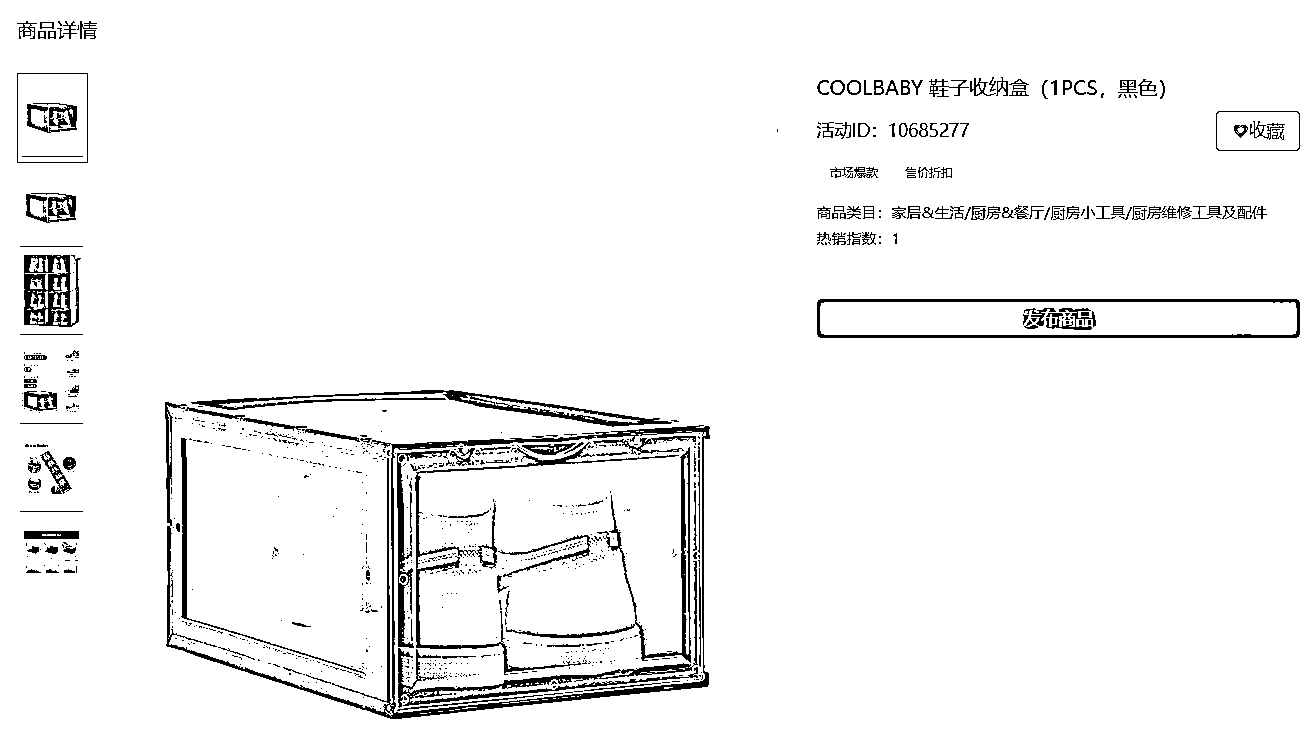 商品详情
COOLBABY 鞋子收纳盒（1PCS，黑色）
活动ID：10685277
收藏
市场爆款 售价折扣
商品类目：家居&生活/厨房&餐厅/厨房小工具/厨房维修工具及配件
热销指数：1
发布商品